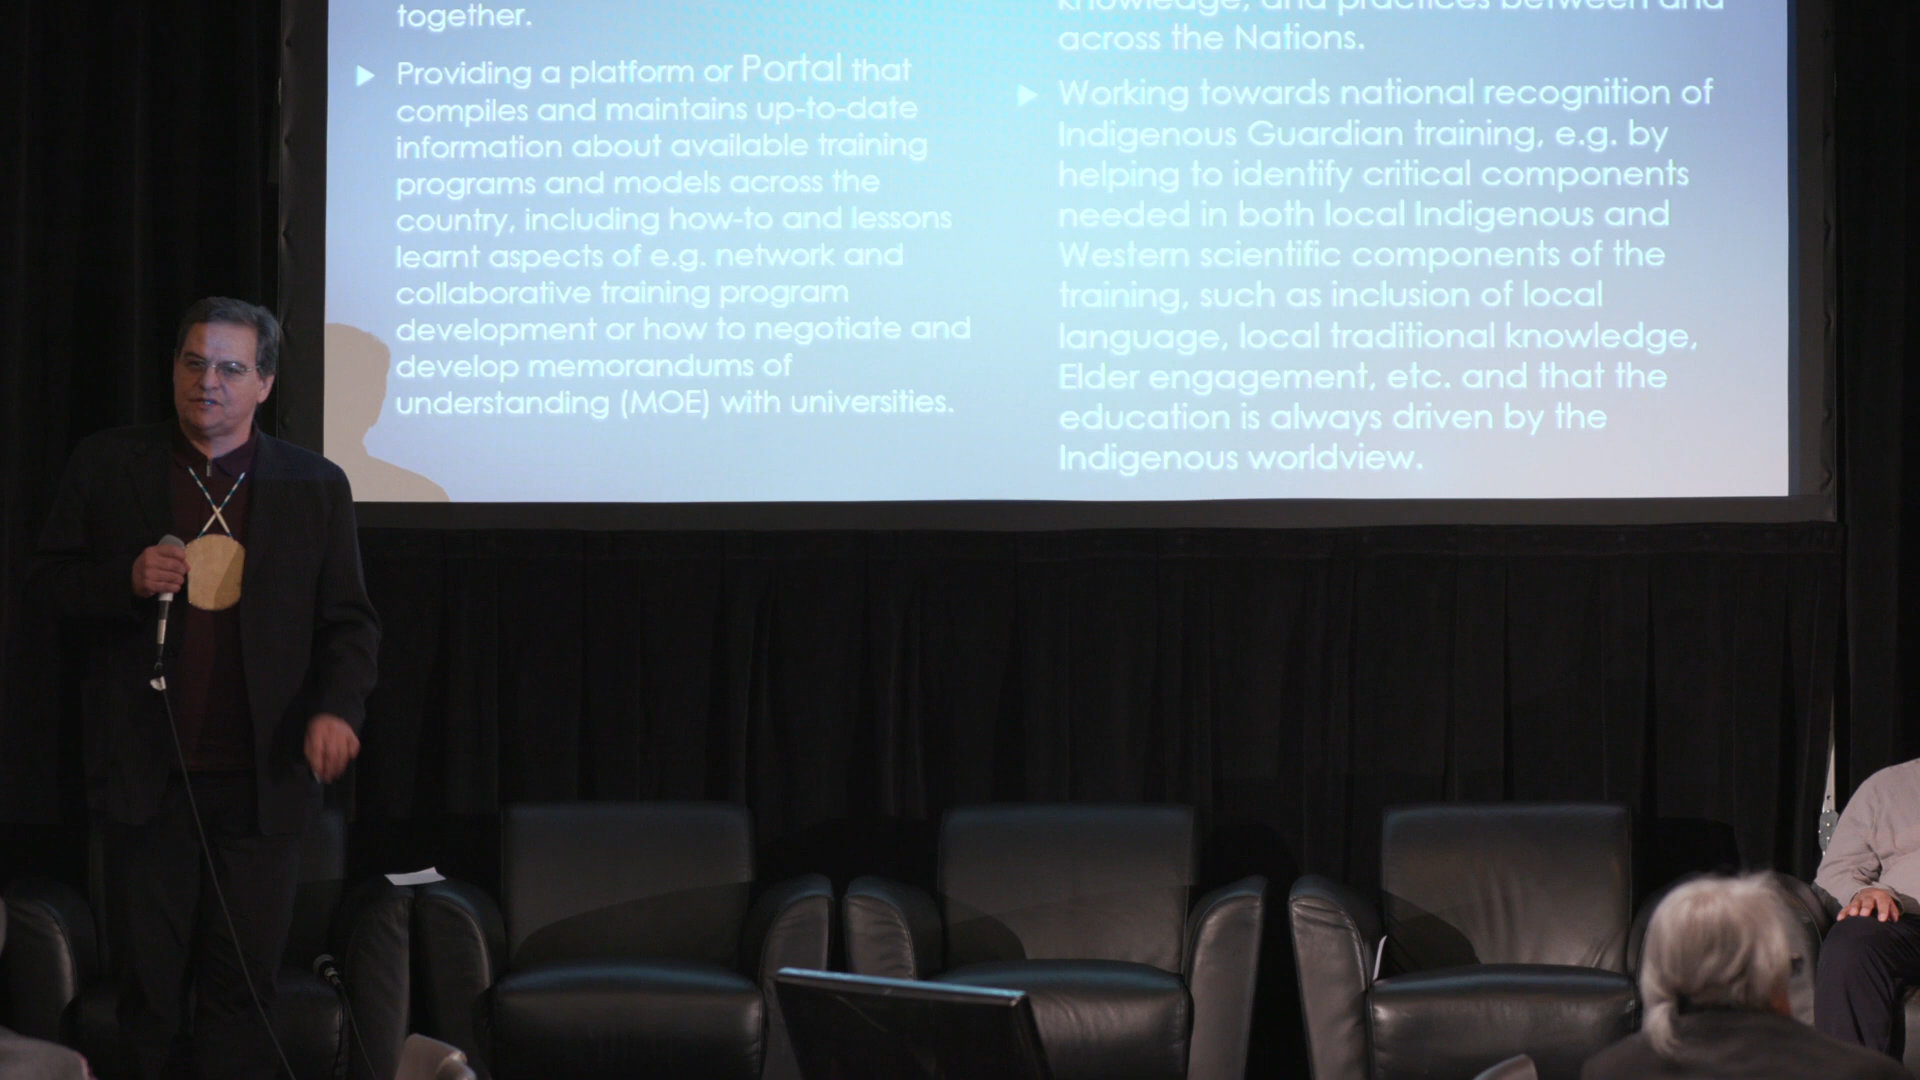 together.
Providing a platform or Portal that
compiles and maintains up-to-date
information about available training
programs and models across the
country, including how-to and lessons
learnt aspects of e.g. network and
collaborative training program
development or how to negotiate and
develop memorandums of
understanding (MOE) with universities.
knowledge, and practices between and
across the Nations.
Working towards national recognition of
Indigenous Guardian training, e.g. by
helping to identify critical components
needed in both local Indigenous and
Western scientific components of the
training, such as inclusion of local
language, local traditional knowledge,
Elder engagement, etc. and that the
education is always driven by the
Indigenous worldview.